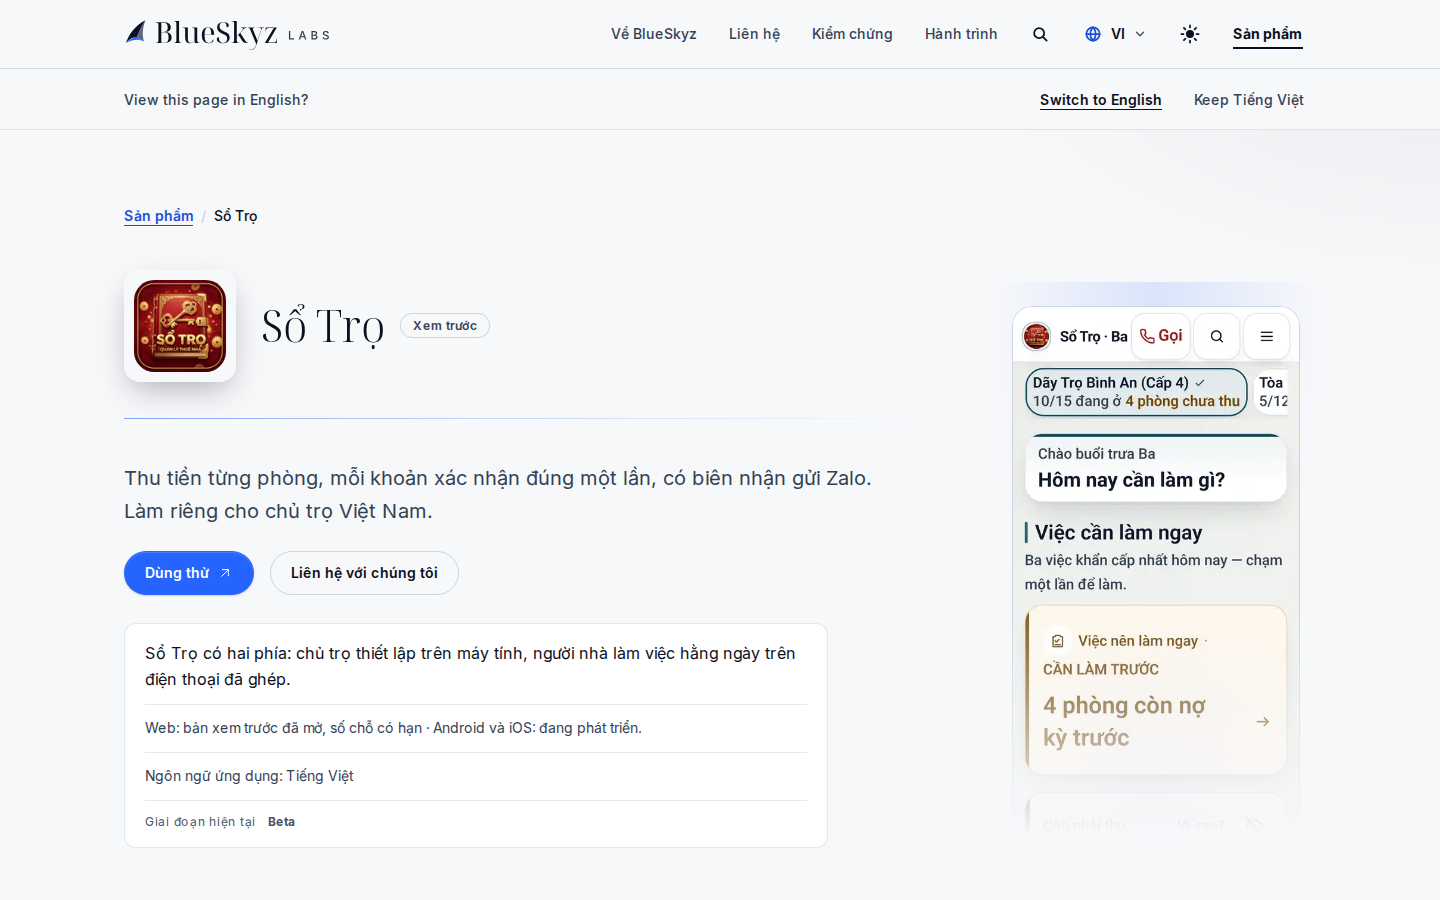 BlueSkyz LABS
Về BlueSkyz
Liên hệ
Kiểm chứng
Hành trình
VI
Sản phẩm
View this page in English?
Switch to English
Keep Tiếng Việt
Sản phẩm / Sổ Trọ
SỔ TRỌ
QUẢN LÝ THUÊ NHÀ
Sổ Trọ
Xem trước
Thu tiền từng phòng, mỗi khoản xác nhận đúng một lần, có biên nhận gửi Zalo.
Làm riêng cho chủ trọ Việt Nam.
Dùng thử
Liên hệ với chúng tôi
Sổ Trọ có hai phía: chủ trọ thiết lập trên máy tính, người nhà làm việc hằng ngày trên
điện thoại đã ghép.
Web: bản xem trước đã mở, số chỗ có hạn · Android và iOS: đang phát triển.
Ngôn ngữ ứng dụng: Tiếng Việt
Giai đoạn hiện tại Beta
Sổ Trọ · Ba
Gọi
Dãy Trọ Bình An (Cấp 4)
10/15 đang ở 4 phòng chưa thu
Tòa
5/12
Chào buổi trưa Ba
Hôm nay cần làm gì?
Việc cần làm ngay
Ba việc khẩn cấp nhất hôm nay — chạm
một lần để làm.
Việc nên làm ngay ·
CẦN LÀM TRƯỚC
4 phòng còn nợ
kỳ trước
Còn phải thu
Vì sao?